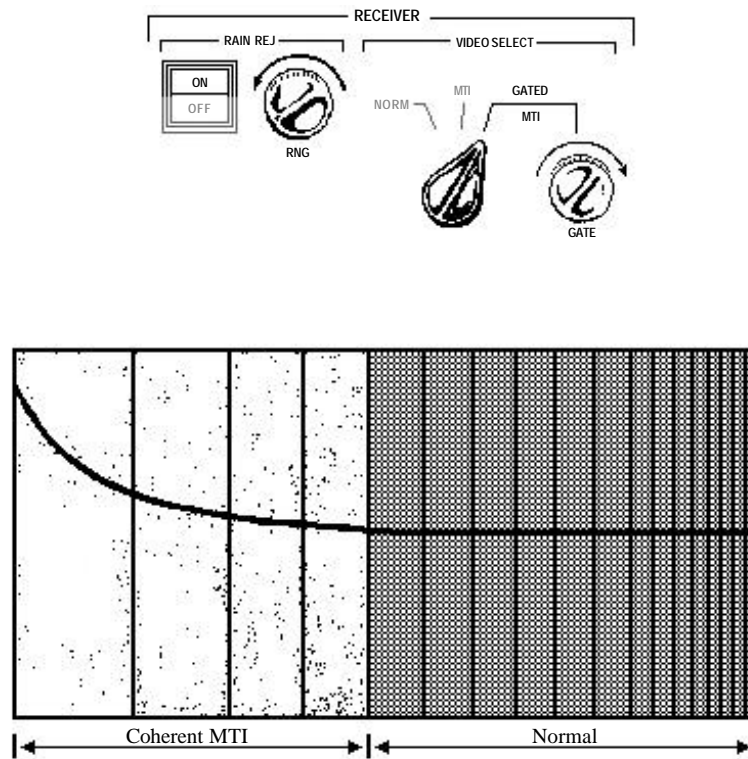 RECEIVER
RAIN REJ
VIDEO SELECT
ON
OFF
RNG
NORM
MTI
GATED
MTI
GATE
Coherent MTI
Normal